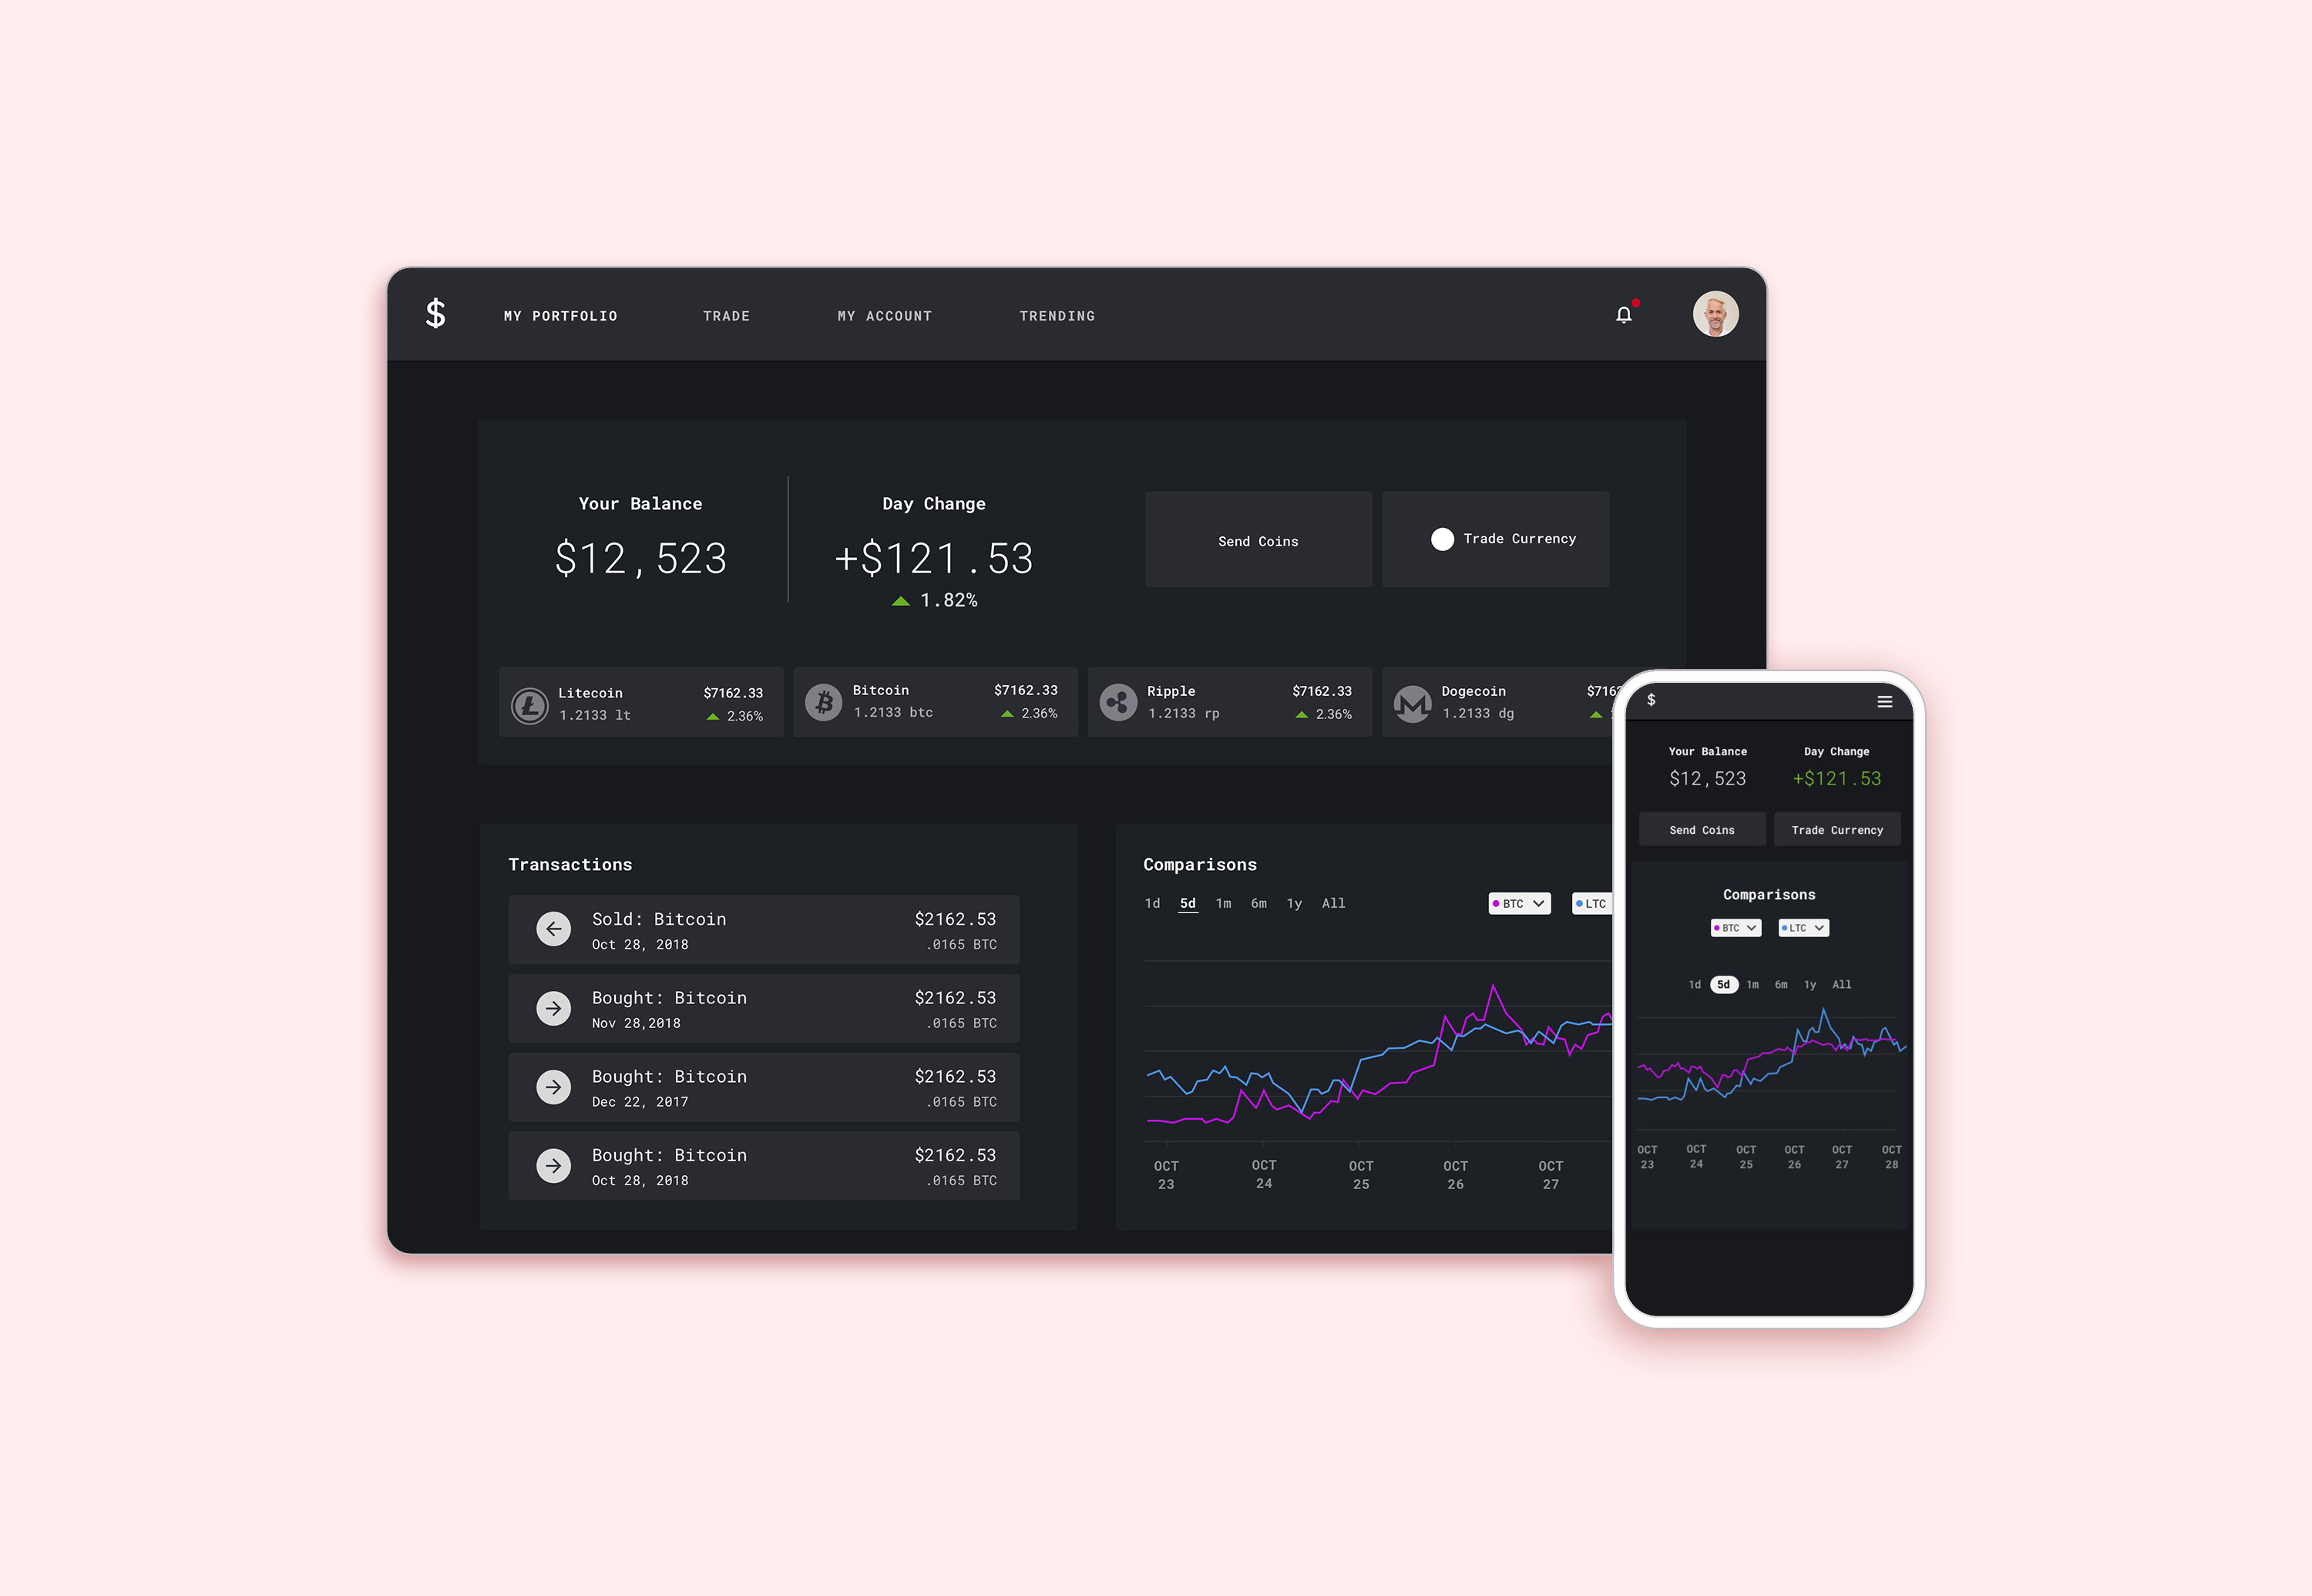 $
MY PORTFOLIO TRADE MY ACCOUNT TRENDING
Your Balance
$12,523
Day Change
+$121.53
1.82%
Send Coins
Trade Currency
Litecoin $7162.33
1.2133 lt 2.36%
Bitcoin $7162.33
1.2133 btc 2.36%
Ripple $7162.33
1.2133 rp 2.36%
Dogecoin $716
1.2133 dg
Transactions
Sold: Bitcoin $2162.53
Oct 28, 2018 .0165 BTC
Bought: Bitcoin $2162.53
Nov 28,2018 .0165 BTC
Bought: Bitcoin $2162.53
Dec 22, 2017 .0165 BTC
Bought: Bitcoin $2162.53
Oct 28, 2018 .0165 BTC
Comparisons
1d 5d 1m 6m 1y All
BTC LTC
OCT OCT OCT OCT OCT
23 24 25 26 27
$
Your Balance Day Change
$12,523 +$121.53
Send Coins Trade Currency
Comparisons
BTC LTC
1d 5d 1m 6m 1y All
OCT OCT OCT OCT OCT OCT
23 24 25 26 27 28